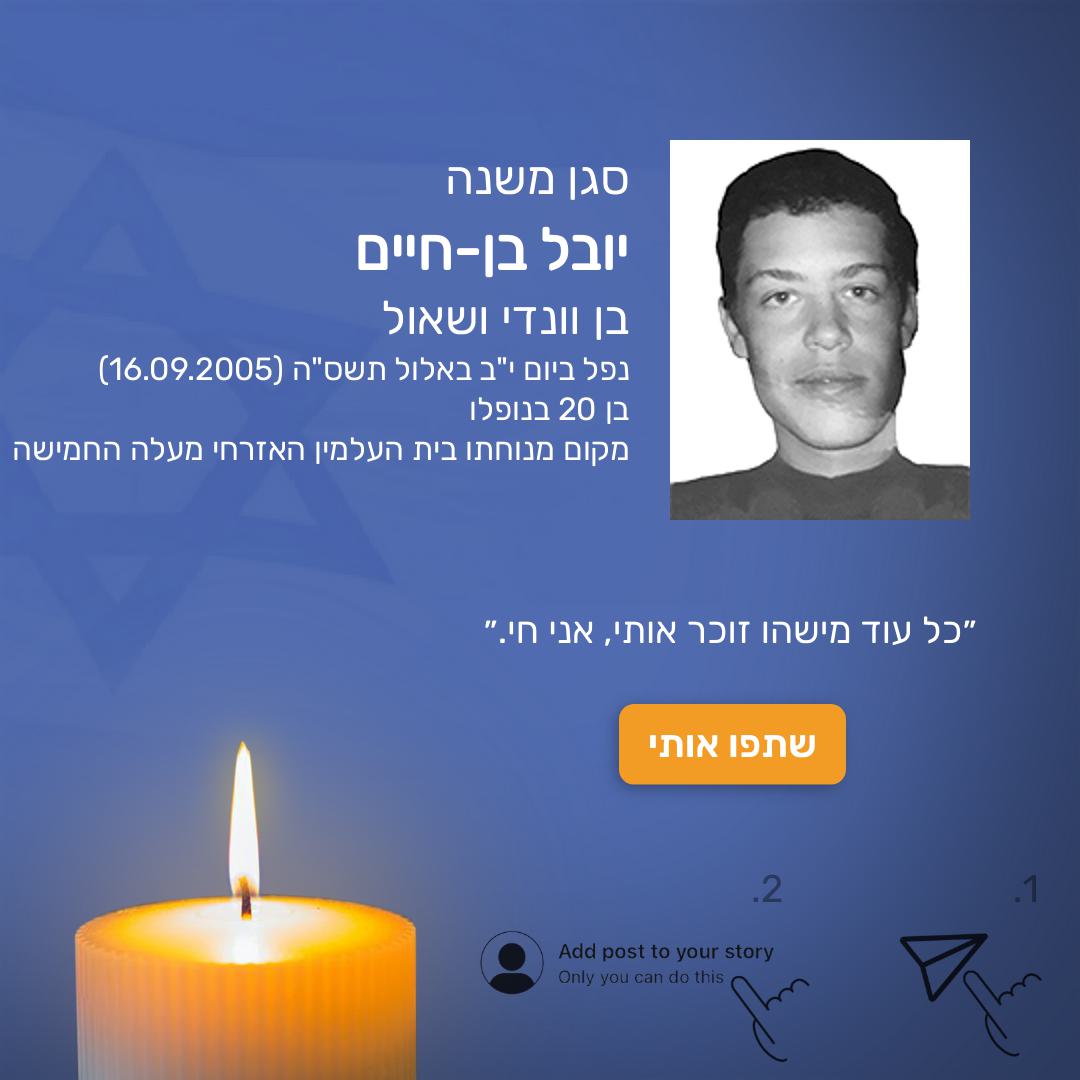 סגן משנה
יובל בן-חיים
בן וונדי ושאול
נפל ביום י"ב באלול תשס"ה (16.09.2005)
בן 20 בנופלו
מקום מנוחתו בית העלמין האזרחי מעלה החמישה
״כל עוד מישהו זוכר אותי, אני חי.״
שתפו אותי
1.
2.
Add post to your story
Only you can do this